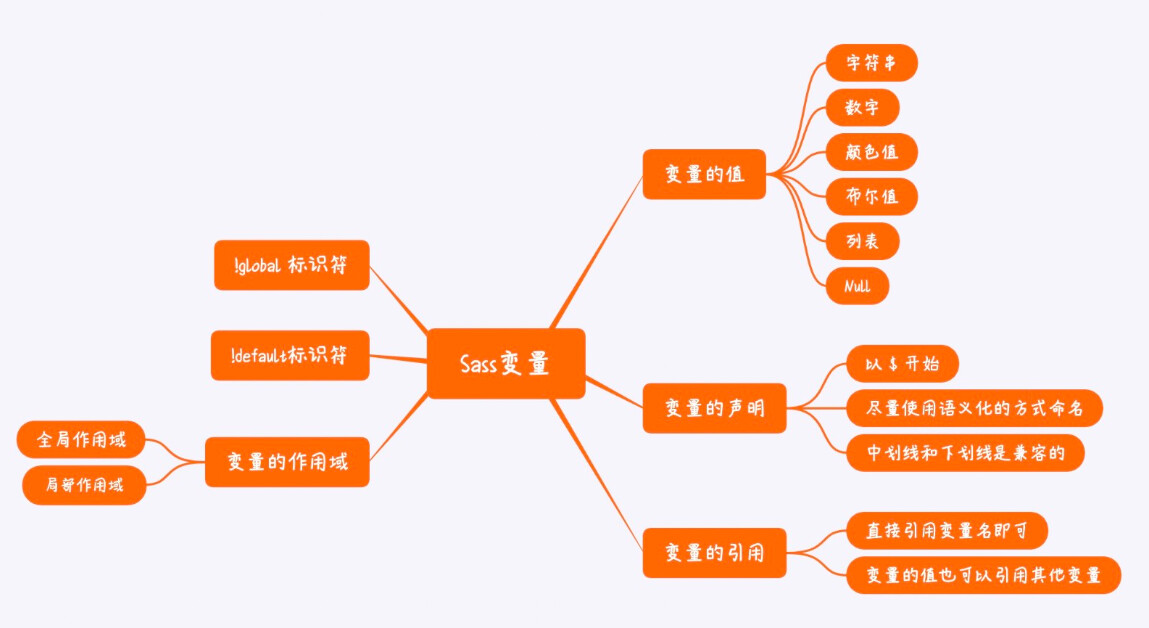 Sass变量
变量的值
字符串
数字
颜色值
布尔值
列表
Null
变量的声明
以 $ 开始
尽量使用语义化的方式命名
中划线和下划线是兼容的
变量的引用
直接引用变量名即可
变量的值也可以引用其他变量
!global 标识符
!default标识符
变量的作用域
全局作用域
局部作用域